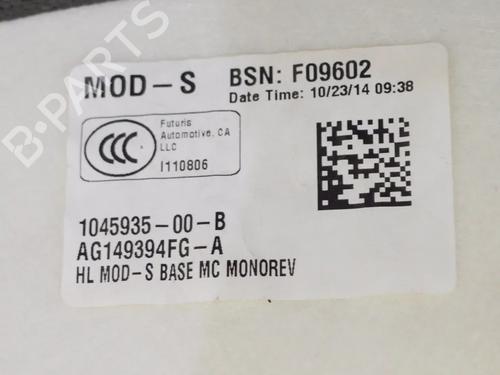 MOD-S BSN: F09602
Date Time: 10/23/14 09:38
CCC
Futuris
Automotive, CA
LLC
I110806
1045935-00-B
AG149394FG-A
HL MOD-S BASE MC MONOREV
B-PARTS